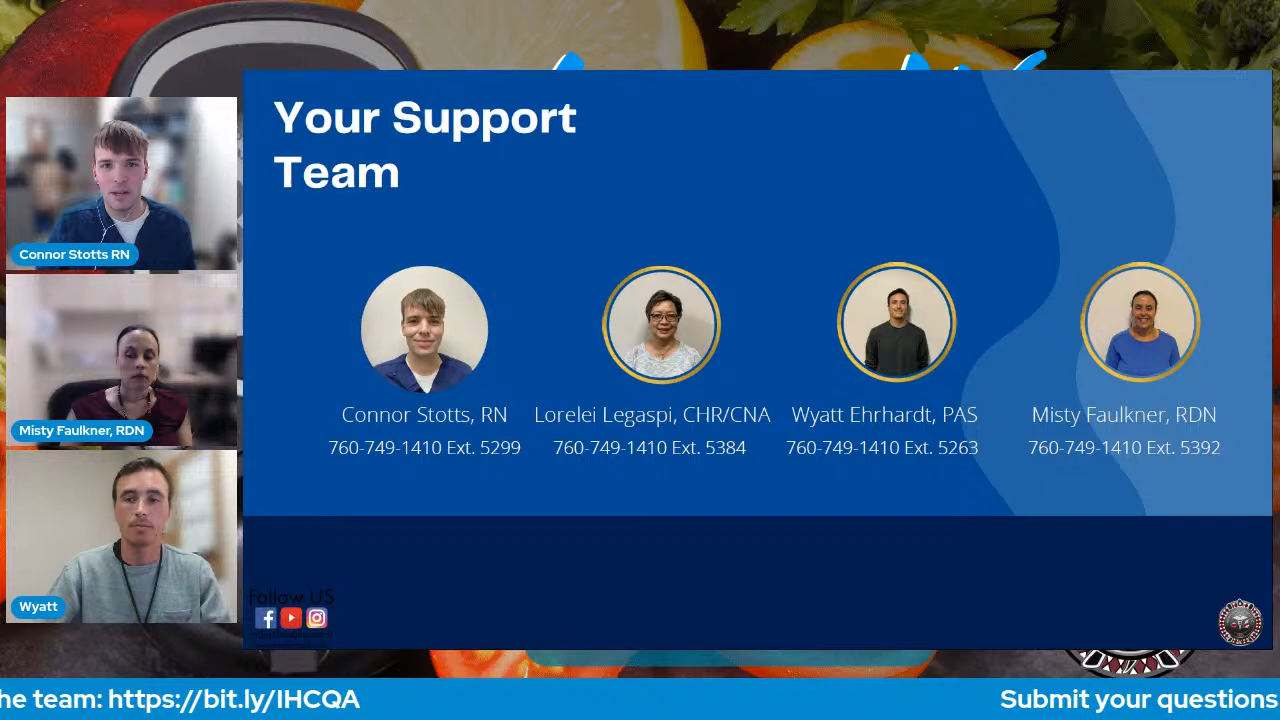 Your Support
Team
Connor Stotts RN
Misty Faulkner, RDN
Wyatt
Connor Stotts, RN
760-749-1410 Ext. 5299
Lorelei Legaspi, CHR/CNA
760-749-1410 Ext. 5384
Wyatt Ehrhardt, PAS
760-749-1410 Ext. 5263
Misty Faulkner, RDN
760-749-1410 Ext. 5392
Follow US
he team: https://bit.ly/IHCQA
Submit your questions